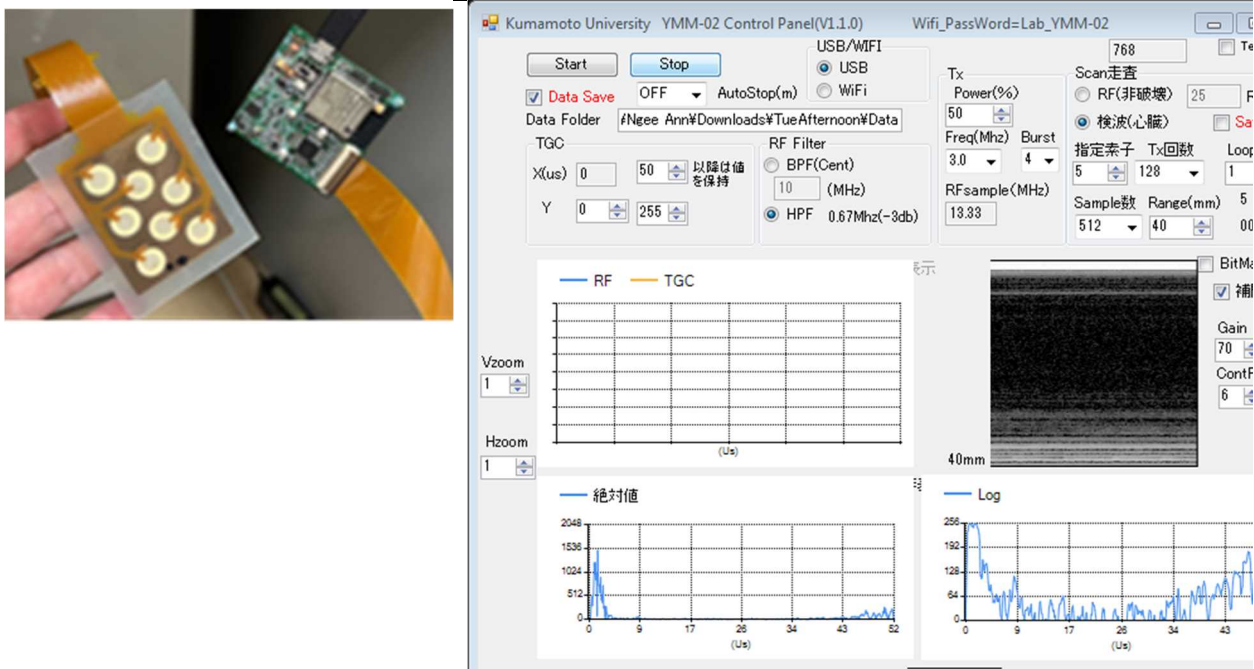 Kumamoto University YMM-02 Control Panel(V1.1.0) Wifi_PassWord=Lab_YMM-02
Start Stop
USB/WIFI
USB
WiFi
Data Save OFF AutoStop(m)
Data Folder Ngee Ann¥Downloads¥TueAfternoon¥Data
TGC
X(us) 0 50 以降は値を保持
Y 0 255
RF Filter
BPF(Cent)
10 (MHz)
HPF 0.67Mhz(-3db)
Tx
Power(%)
50
Freq(Mhz) Burst
3.0 4
RFsample(MHz)
13.33
768
Scan走査
RF(非破壊) 25
検波(心臓)
指定素子 Tx回数 Loop
5 128 1
Sample数 Range(mm) 5
512 40 00
RF TGC
(Us)
Vzoom
1
Hzoom
1
表示
40mm
BitMa
Gain
70
ContF
6
絶対値
2048
1536
1024
512
0
0 9 17 26 34 43 52
(Us)
Log
256
192
128
64
0
0 9 17 26 34 43
(Us)